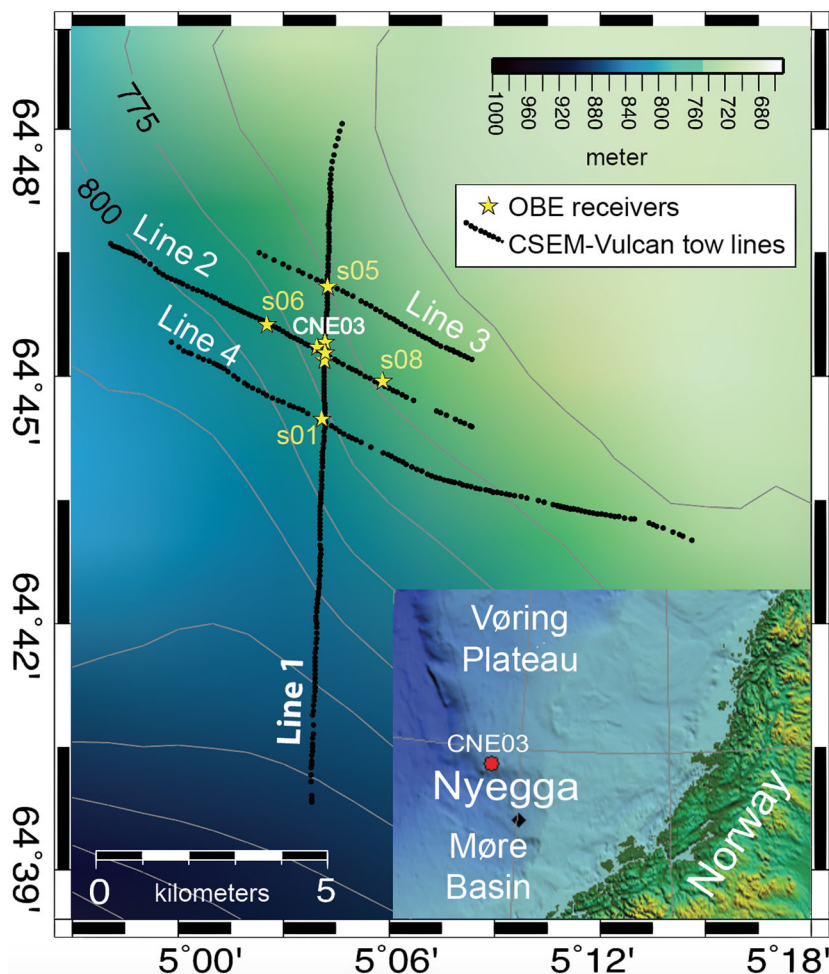 1000
960
920
880
840
800
760
720
680
meter
OBE receivers
CSEM-Vulcan tow lines
775
800
64˚48'
64˚45'
64˚42'
64˚39'
Line 2
s05
s06
CNE03
Line 3
Line 4
s08
s01
Line 1
Vøring
Plateau
CNE03
Nyegga
Møre
Basin
Norway
0 kilometers 5
5˚00' 5˚06' 5˚12' 5˚18'